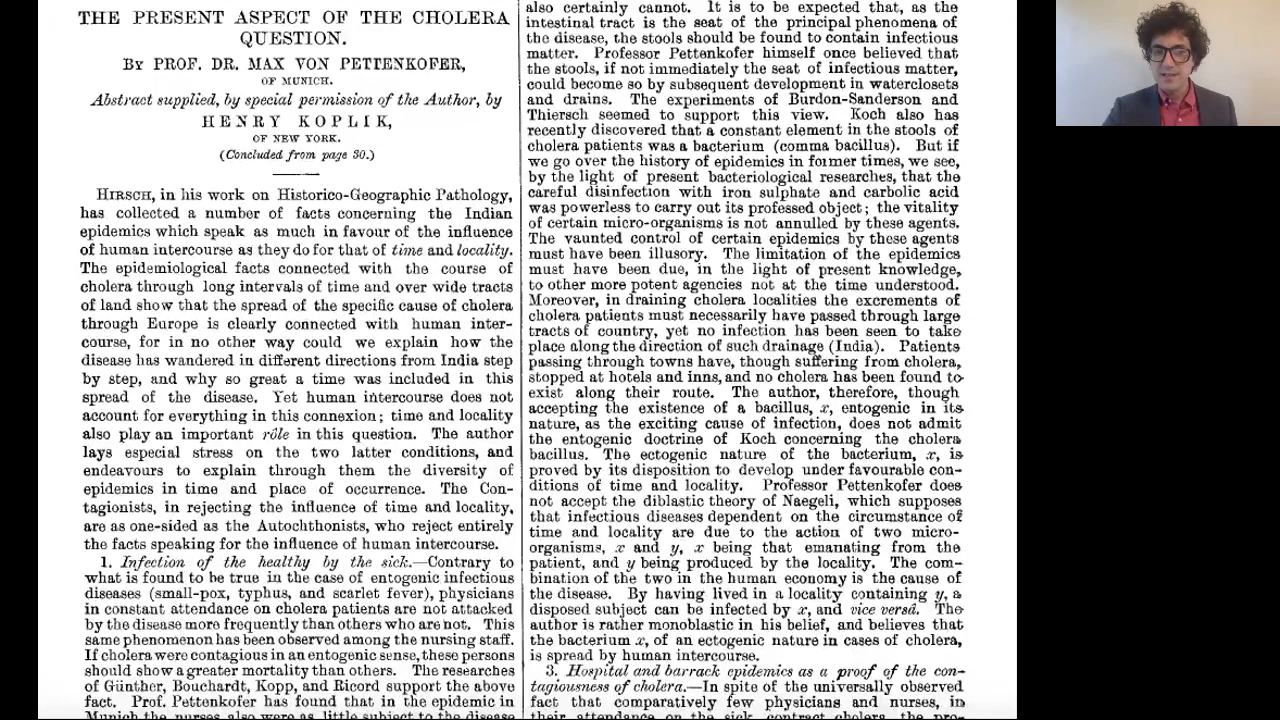 THE PRESENT ASPECT OF THE CHOLERA
QUESTION.
BY PROF. DR. MAX VON PETTENKOFER,
OF MUNICH.
Abstract supplied, by special permission of the Author, by
HENRY KOPLIK,
OF NEW YORK.
(Concluded from page 30.)
HIRSCH, in his work on Historico-Geographic Pathology,
has collected a number of facts concerning the Indian
epidemics which speak as much in favour of the influence
of human intercourse as they do for that of time and locality.
The epidemiological facts connected with the course of
cholera through long intervals of time and over wide tracts
of land show that the spread of the specific cause of cholera
through Europe is clearly connected with human inter-
course, for in no other way could we explain how the
disease has wandered in different directions from India step
by step, and why so great a time was included in this
spread of the disease. Yet human intercourse does not
account for everything in this connexion; time and locality
also play an important rôle in this question. The author
lays especial stress on the two latter conditions, and
endeavours to explain through them the diversity of
epidemics in time and place of occurrence. The Con-
tagionists, in rejecting the influence of time and locality,
are as one-sided as the Autochthonists, who reject entirely
the facts speaking for the influence of human intercourse.
1. Infection of the healthy by the sick.—Contrary to
what is found to be true in the case of entogenic infectious
diseases (small-pox, typhus, and scarlet fever), physicians
in constant attendance on cholera patients are not attacked
by the disease more frequently than others who are not. This
same phenomenon has been observed among the nursing staff.
If cholera were contagious in an entogenic sense, these persons
should show a greater mortality than others. The researches
of Günther, Bouchardt, Kopp, and Ricord support the above
fact. Prof. Pettenkofer has found that in the epidemic in
Munich the nurses also were as little subject to the disease
also certainly cannot. It is to be expected that, as the
intestinal tract is the seat of the principal phenomena of
the disease, the stools should be found to contain infectious
matter. Professor Pettenkofer himself once believed that
the stools, if not immediately the seat of infectious matter,
could become so by subsequent development in waterclosets
and drains. The experiments of Burdon-Sanderson and
Thiersch seemed to support this view. Koch also has
recently discovered that a constant element in the stools of
cholera patients was a bacterium (comma bacillus). But if
we go over the history of epidemics in former times, we see,
by the light of present bacteriological researches, that the
careful disinfection with iron sulphate and carbolic acid
was powerless to carry out its professed object; the vitality
of certain micro-organisms is not annulled by these agents.
The vaunted control of certain epidemics by these agents
must have been illusory. The limitation of the epidemics
must have been due, in the light of present knowledge,
to other more potent agencies not at the time understood.
Moreover, in draining cholera localities the excrements of
cholera patients must necessarily have passed through large
tracts of country, yet no infection has been seen to take
place along the direction of such drainage (India). Patients
passing through towns have, though suffering from cholera,
stopped at hotels and inns, and no cholera has been found to
exist along their route. The author, therefore, though
accepting the existence of a bacillus, x, entogenic in its
nature, as the exciting cause of infection, does not admit
the entogenic doctrine of Koch concerning the cholera
bacillus. The ectogenic nature of the bacterium, x, is
proved by its disposition to develop under favourable con-
ditions of time and locality. Professor Pettenkofer does
not accept the diblastic theory of Naegeli, which supposes
that infectious diseases dependent on the circumstance of
time and locality are due to the action of two micro-
organisms, x and y, x being that emanating from the
patient, and y being produced by the locality. The com-
bination of the two in the human economy is the cause of
the disease. By having lived in a locality containing y, a
disposed subject can be infected by x, and vice versâ. The
author is rather monoblastic in his belief, and believes that
the bacterium x, of an ectogenic nature in cases of cholera,
is spread by human intercourse.
3. Hospital and barrack epidemics as a proof of the con-
tagiousness of cholera.—In spite of the universally observed
fact that comparatively few physicians and nurses, in
their attendance on the sick, contract cholera, the pro-